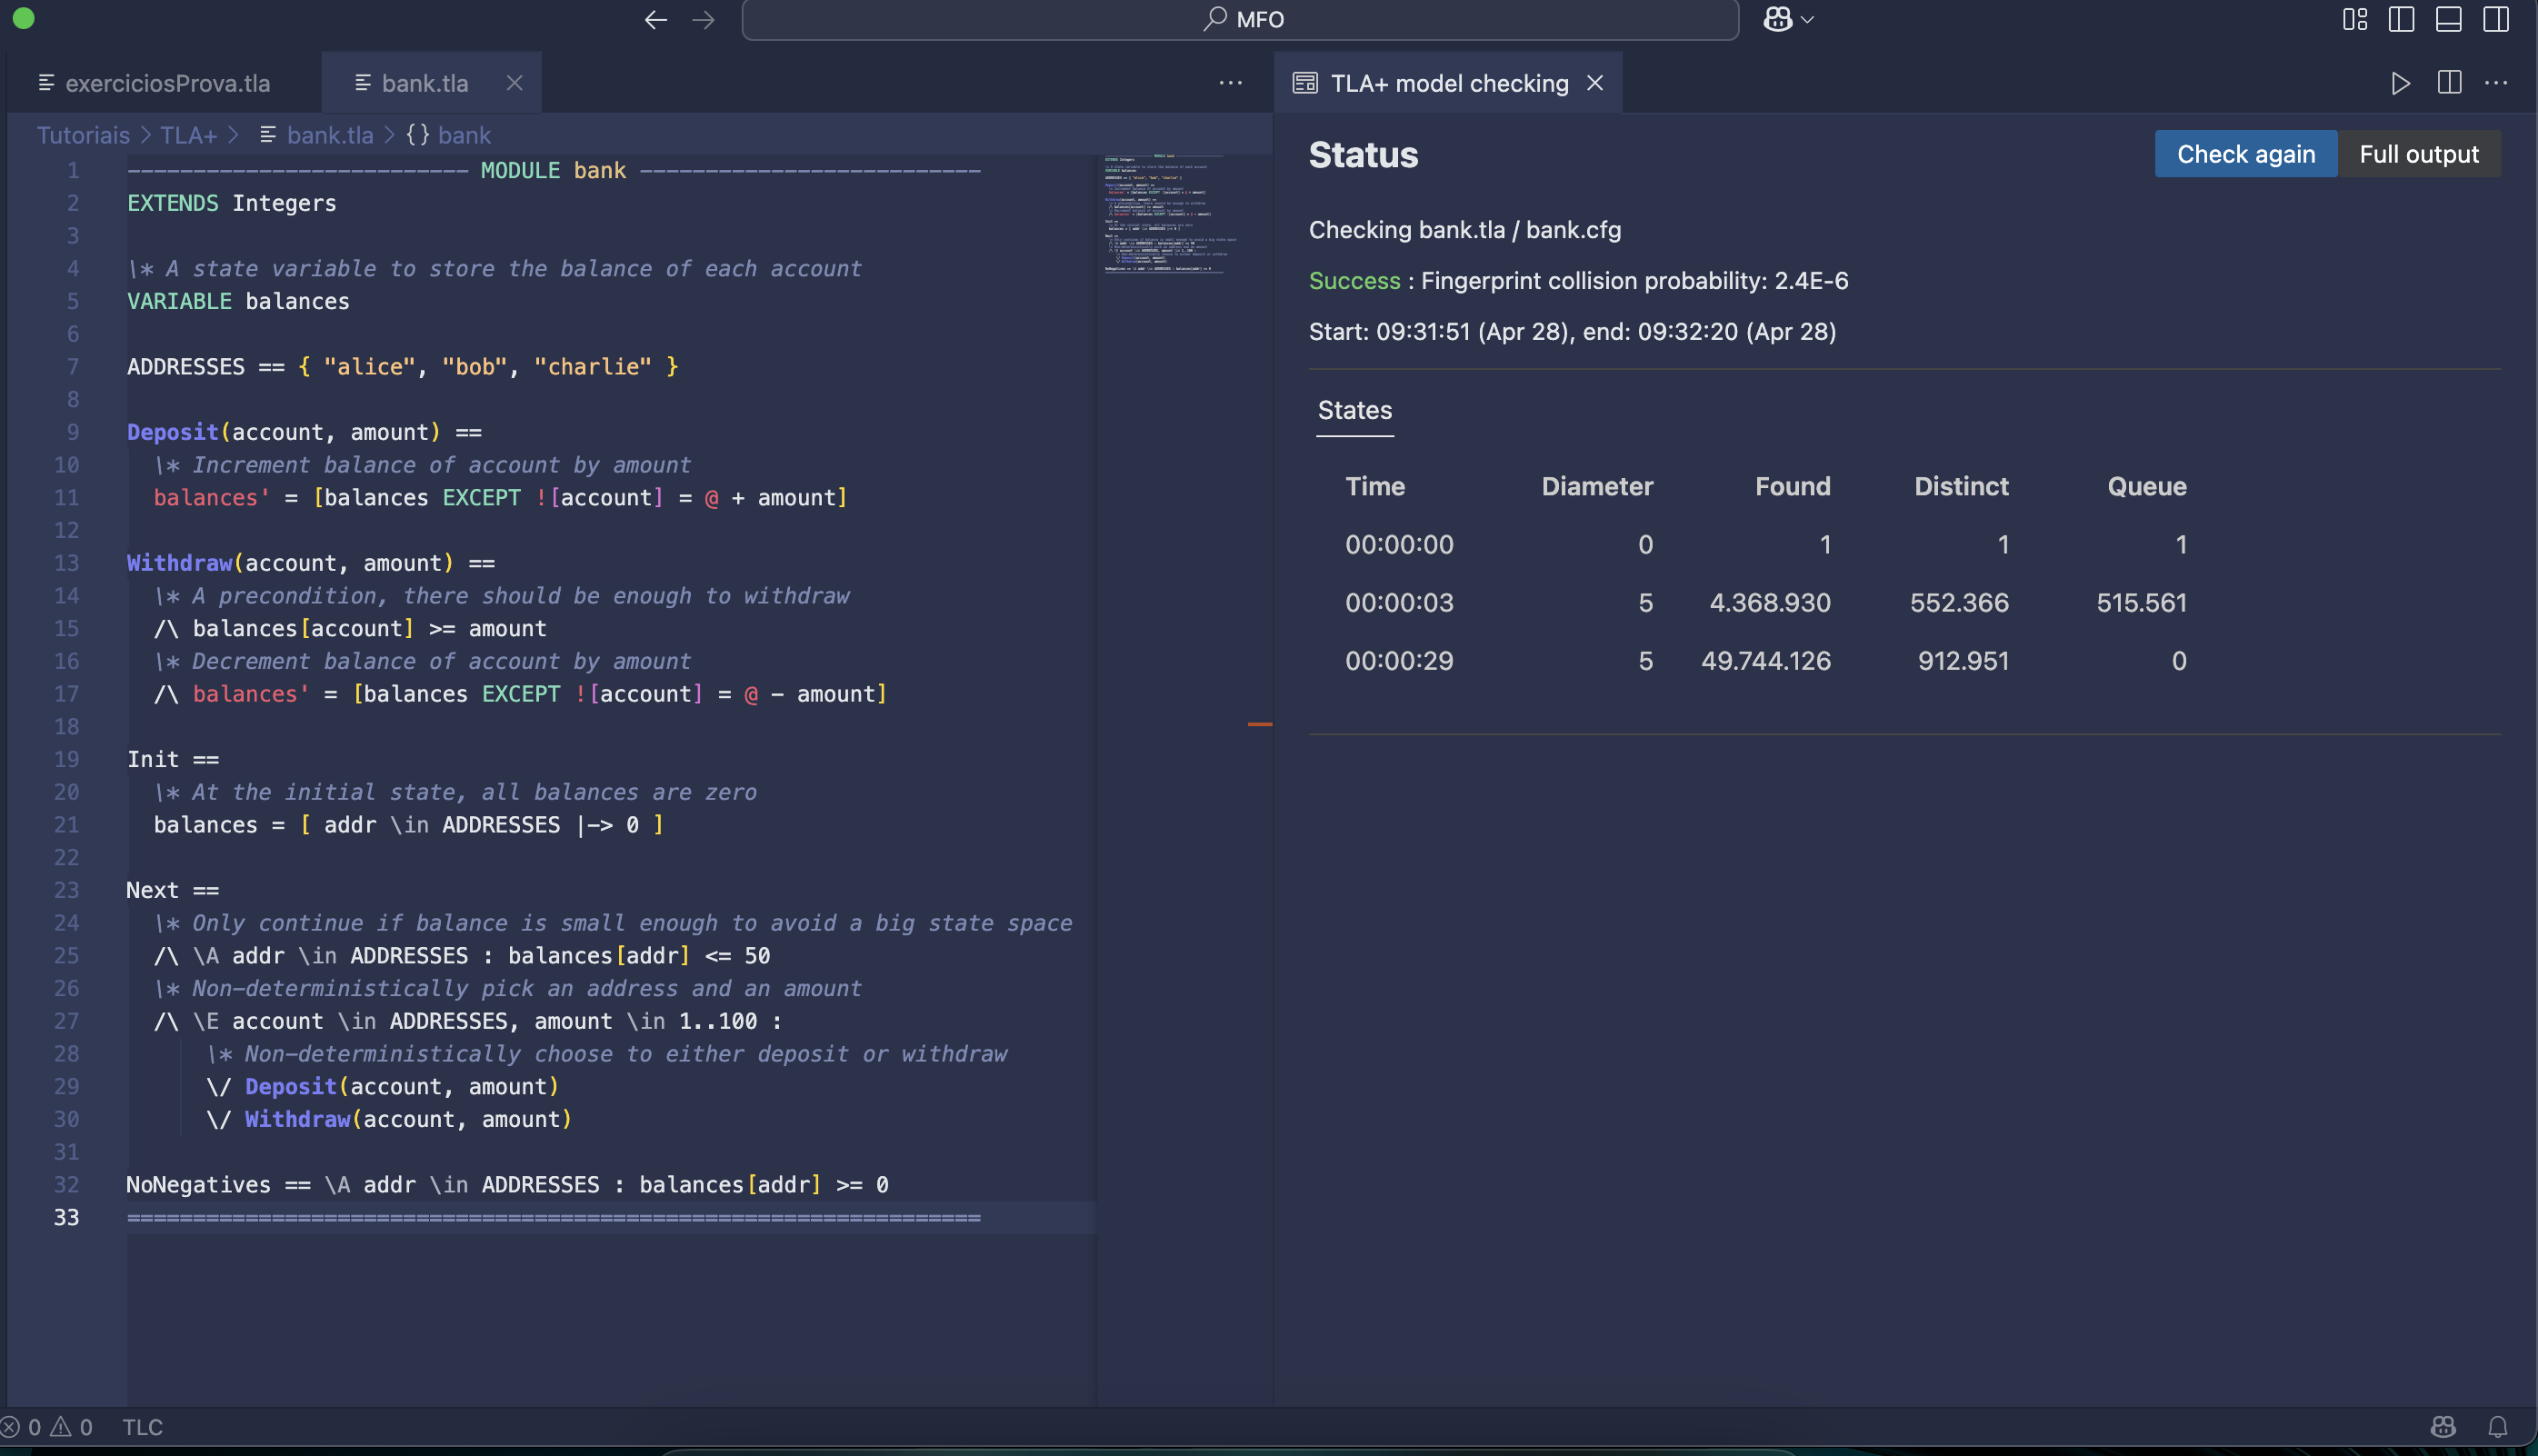 MFO
exerciciosProva.tla
bank.tla
Tutoriais > TLA+ > bank.tla > {} bank
1 -------------------------- MODULE bank --------------------------
2 EXTENDS Integers
3
4 \* A state variable to store the balance of each account
5 VARIABLE balances
6
7 ADDRESSES == { "alice", "bob", "charlie" }
8
9 Deposit(account, amount) ==
10   \* Increment balance of account by amount
11   balances' = [balances EXCEPT ![account] = @ + amount]
12
13 Withdraw(account, amount) ==
14   \* A precondition, there should be enough to withdraw
15   /\ balances[account] >= amount
16   \* Decrement balance of account by amount
17   /\ balances' = [balances EXCEPT ![account] = @ - amount]
18
19 Init ==
20   \* At the initial state, all balances are zero
21   balances = [ addr \in ADDRESSES |-> 0 ]
22
23 Next ==
24   \* Only continue if balance is small enough to avoid a big state space
25   /\ \A addr \in ADDRESSES : balances[addr] <= 50
26   \* Non-deterministically pick an address and an amount
27   /\ \E account \in ADDRESSES, amount \in 1..100 :
28       \* Non-deterministically choose to either deposit or withdraw
29       \/ Deposit(account, amount)
30       \/ Withdraw(account, amount)
31
32 NoNegatives == \A addr \in ADDRESSES : balances[addr] >= 0
33 =================================================================
TLA+ model checking
Status
Check again
Full output
Checking bank.tla / bank.cfg
Success : Fingerprint collision probability: 2.4E-6
Start: 09:31:51 (Apr 28), end: 09:32:20 (Apr 28)
States
Time Diameter Found Distinct Queue
00:00:00 0 1 1 1
00:00:03 5 4.368.930 552.366 515.561
00:00:29 5 49.744.126 912.951 0
0 0 TLC